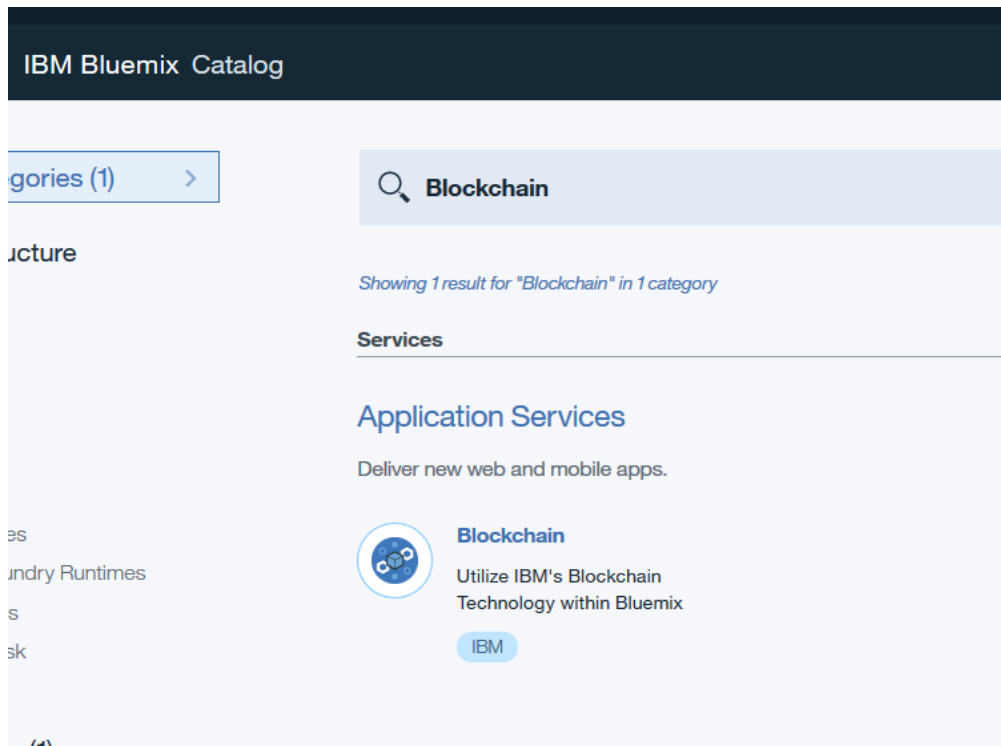 IBM Bluemix Catalog
gories (1)
Blockchain
ucture
Showing 1 result for "Blockchain" in 1 category
Services
Application Services
Deliver new web and mobile apps.
es
Blockchain
undry Runtimes
Utilize IBM's Blockchain
Technology within Bluemix
s
sk
IBM
(1)